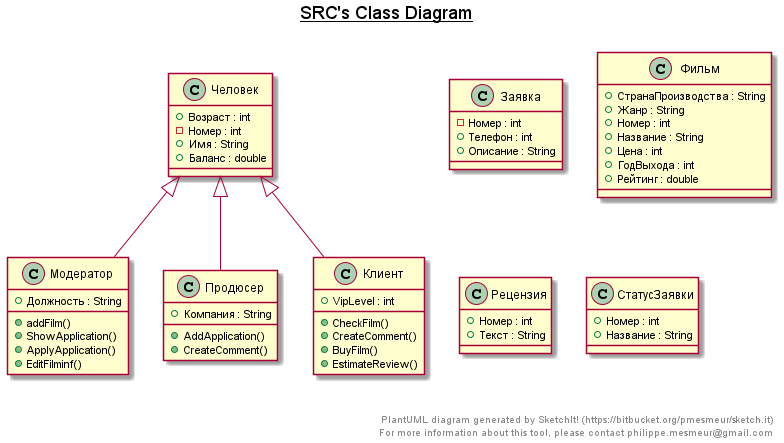 SRC's Class Diagram
C Человек
Возраст : int
Номер : int
Имя : String
Баланс : double
C Заявка
Номер : int
Телефон : int
Описание : String
C Фильм
СтранаПроизводства : String
Жанр : String
Номер : int
Название : String
Цена : int
ГодВыхода : int
Рейтинг : double
C Модератор
Должность : String
addFilm()
ShowApplication()
ApplyApplication()
EditFilminf()
C Продюсер
Компания : String
AddApplication()
CreateComment()
C Клиент
VipLevel : int
CheckFilm()
CreateComment()
BuyFilm()
EstimateReview()
C Рецензия
Номер : int
Текст : String
C СтатусЗаявки
Номер : int
Название : String
PlantUML diagram generated by SketchIt! (https://bitbucket.org/pmesmeur/sketch.it)
For more information about this tool, please contact philippe.mesmeur@gmail.com